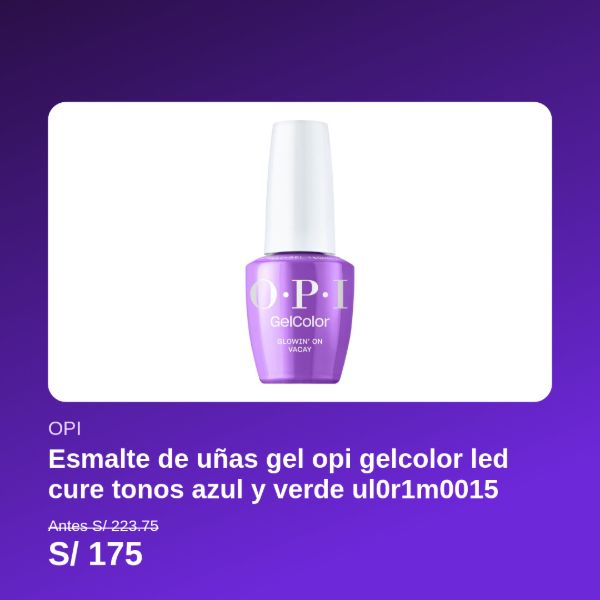 O·P·I
GelColor
GLOWIN' ON
VACAY
OPI
Esmalte de uñas gel opi gelcolor led
cure tonos azul y verde ul0r1m0015
Antes S/ 223.75
S/ 175